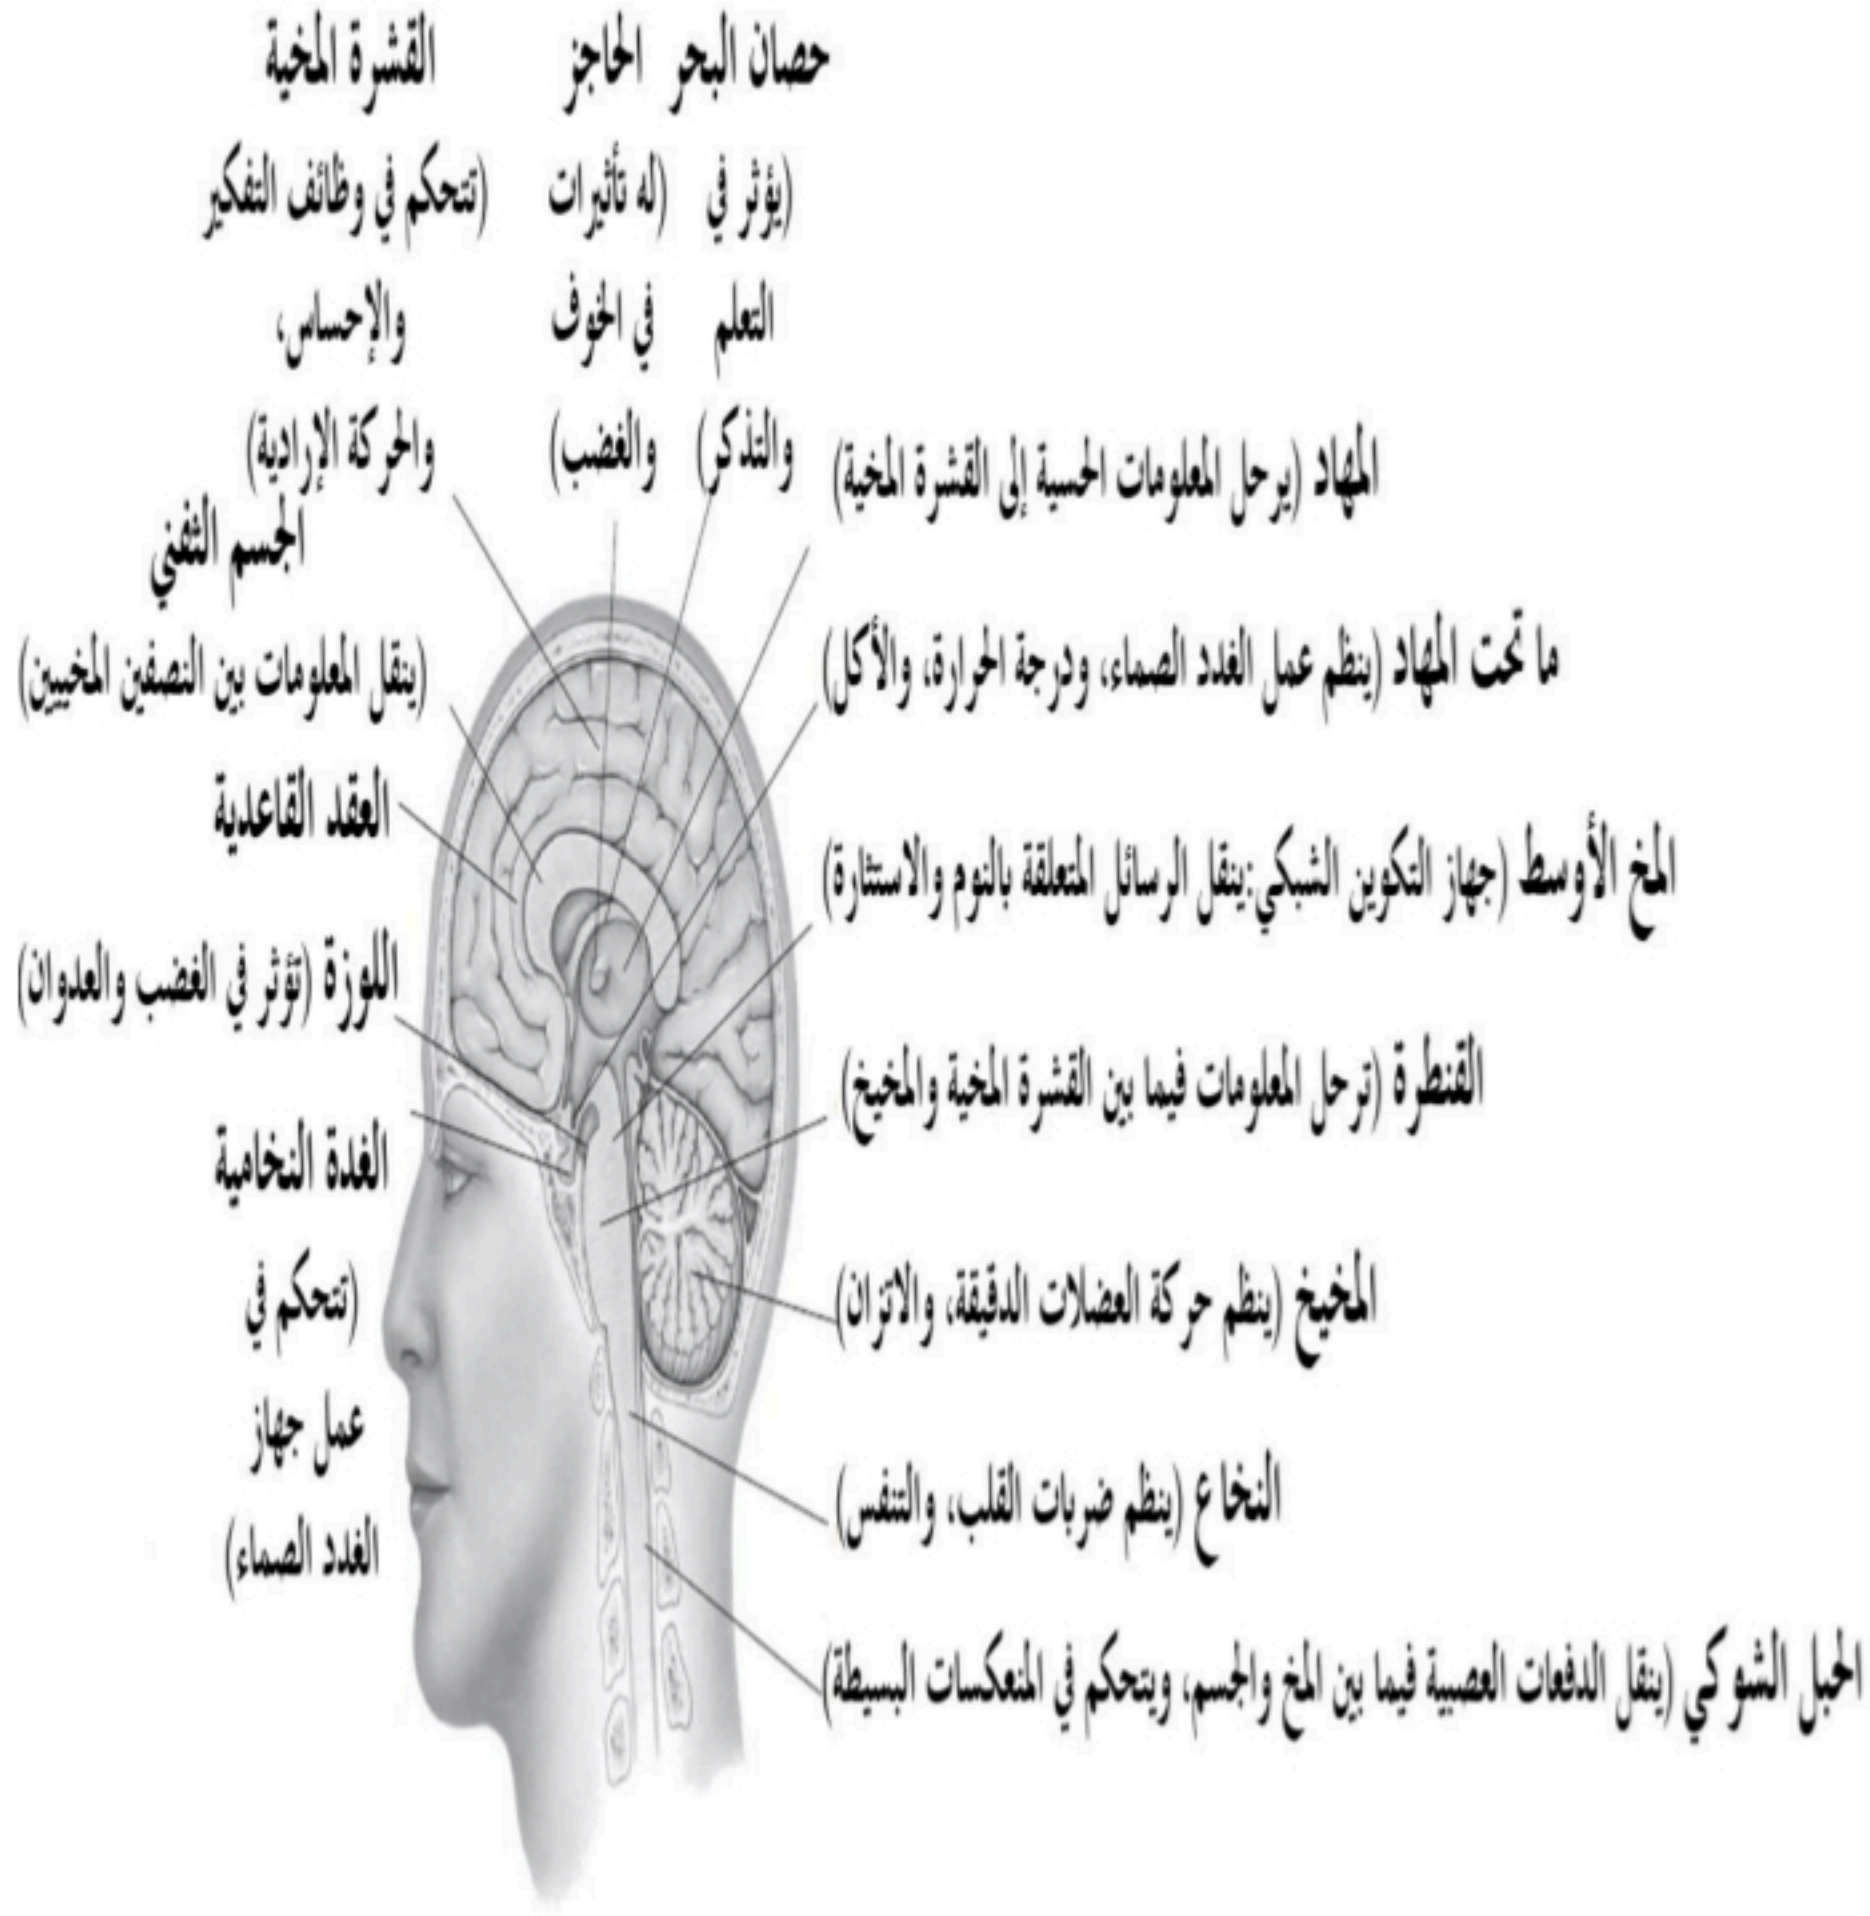 حصان البحر
(يؤثر في
التعلم
والتذكر)
الحاجز
(له تأثيرات
في الخوف
والغضب)
القشرة المخية
(تتحكم في وظائف التفكير
والإحساس،
والحركة الإرادية)
المهاد (يرحل المعلومات الحسية إلى القشرة المخية)
ما تحت المهاد (ينظم عمل الغدد الصماء، ودرجة الحرارة، والأكل)
المخ الأوسط (جهاز التكوين الشبكي:ينقل الرسائل المتعلقة بالنوم والاستثارة)
القنطرة (ترحل المعلومات فيما بين القشرة المخية والمخيخ)
المخيخ (ينظم حركة العضلات الدقيقة، والاتزان)
النخاع (ينظم ضربات القلب، والتنفس)
الحبل الشوكي (ينقل الدفعات العصبية فيما بين المخ والجسم، ويتحكم في المنعكسات البسيطة)
الجسم الثفني
(ينقل المعلومات بين النصفين المخيين)
العقد القاعدية
اللوزة (تؤثر في الغضب والعدوان)
الغدة النخامية
(تتحكم في
عمل جهاز
الغدد الصماء)